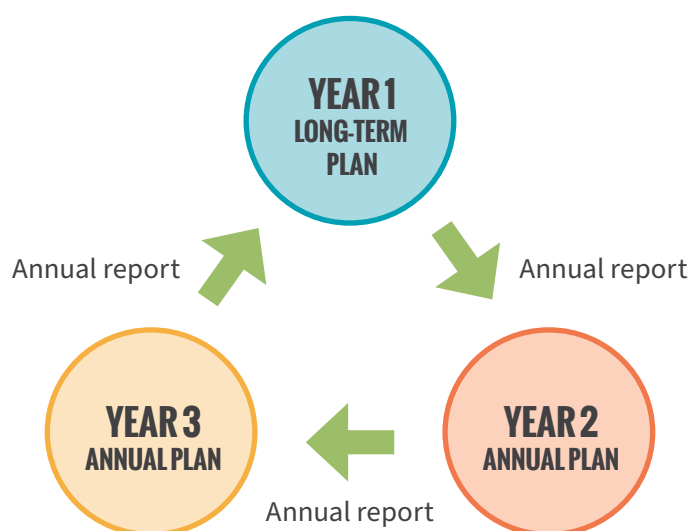 YEAR 1
LONG-TERM
PLAN
Annual report
Annual report
YEAR 3
ANNUAL PLAN
YEAR 2
ANNUAL PLAN
Annual report